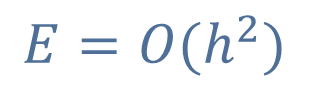 E = O(h²)